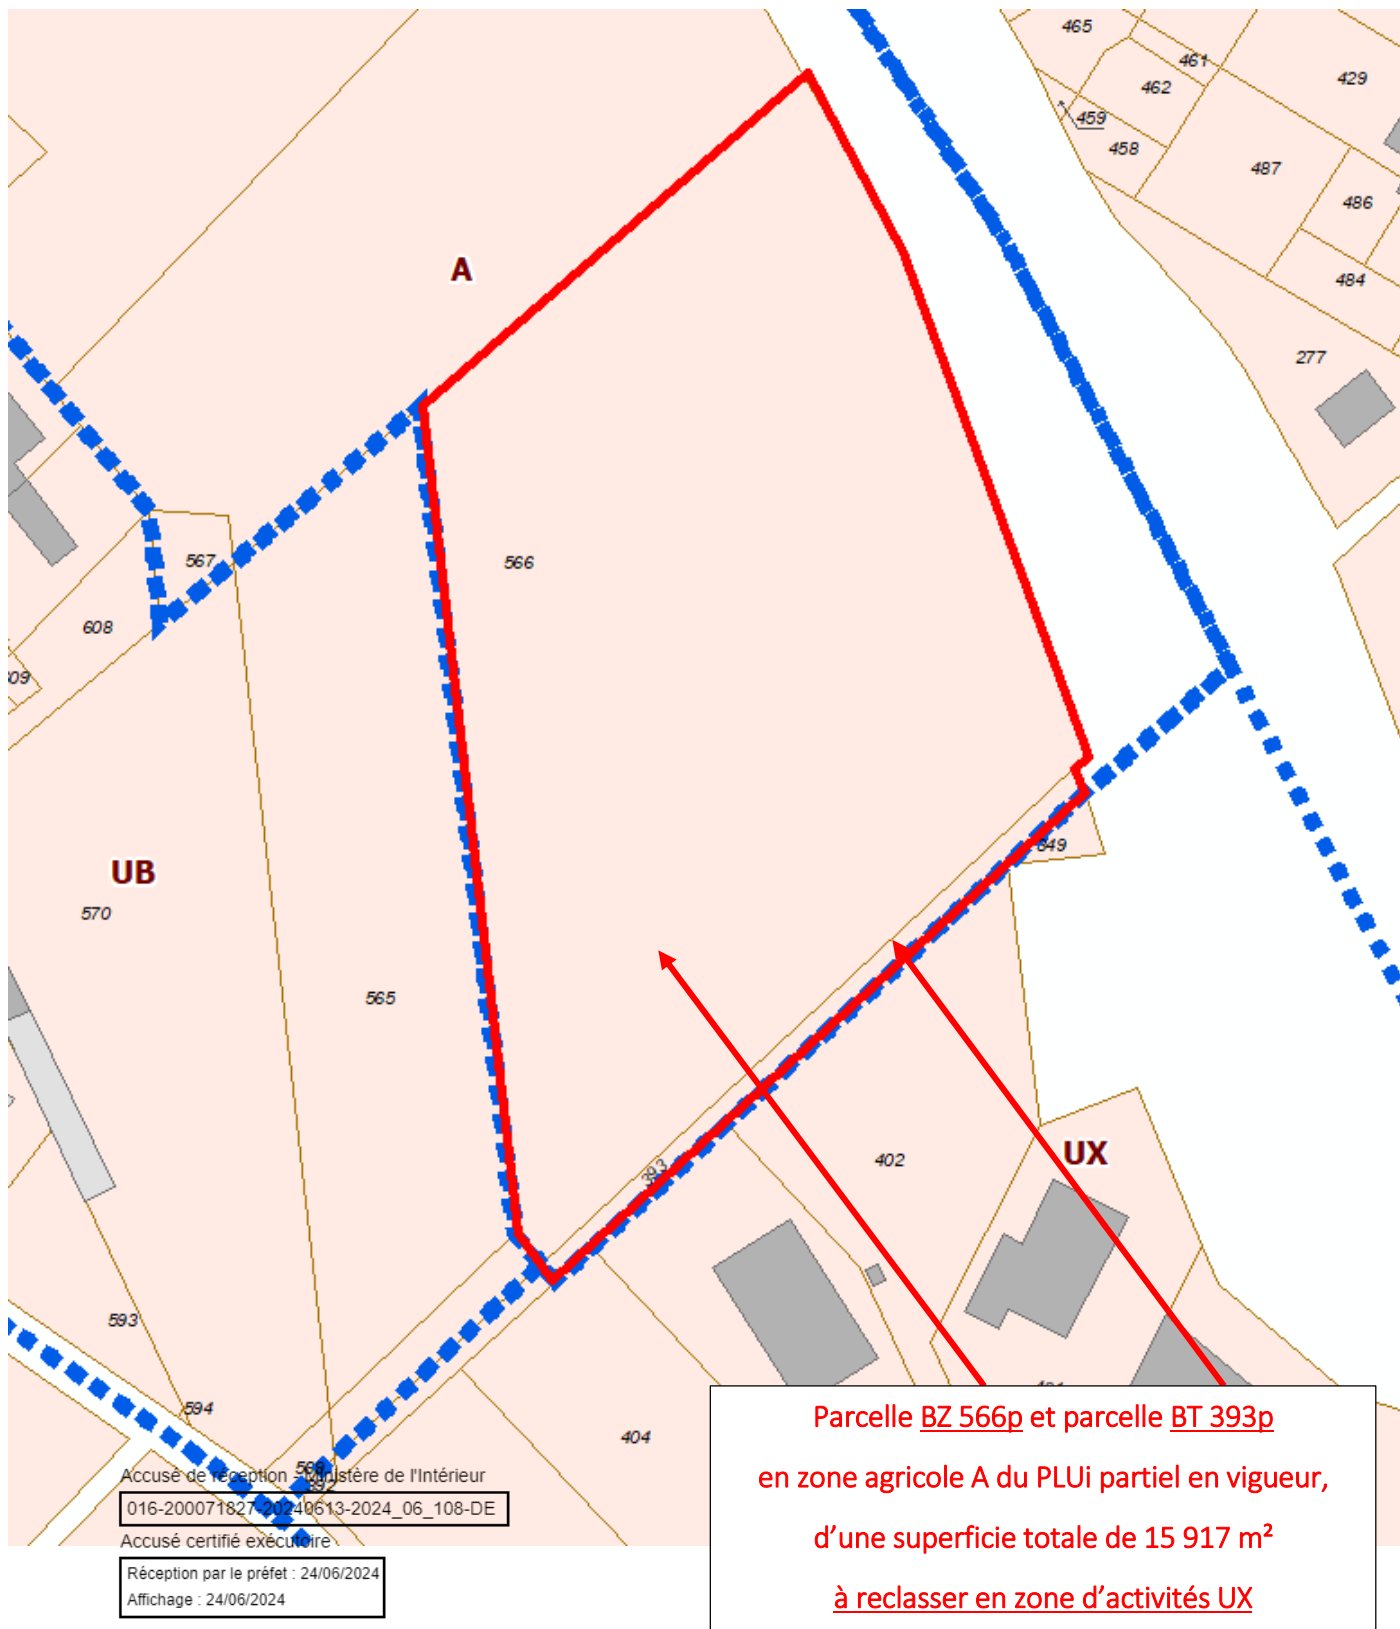 465
461
462
429
459
458
487
486
484
277
A
567
566
608
UB
570
565
649
393
402
UX
593
594
404
Parcelle BZ 566p et parcelle BT 393p
en zone agricole A du PLUi partiel en vigueur,
d’une superficie totale de 15 917 m²
à reclasser en zone d’activités UX
Accusé de réception - Ministère de l'Intérieur
016-200071827-20240613-2024_06_108-DE
Accusé certifié exécutoire
Réception par le préfet : 24/06/2024
Affichage : 24/06/2024